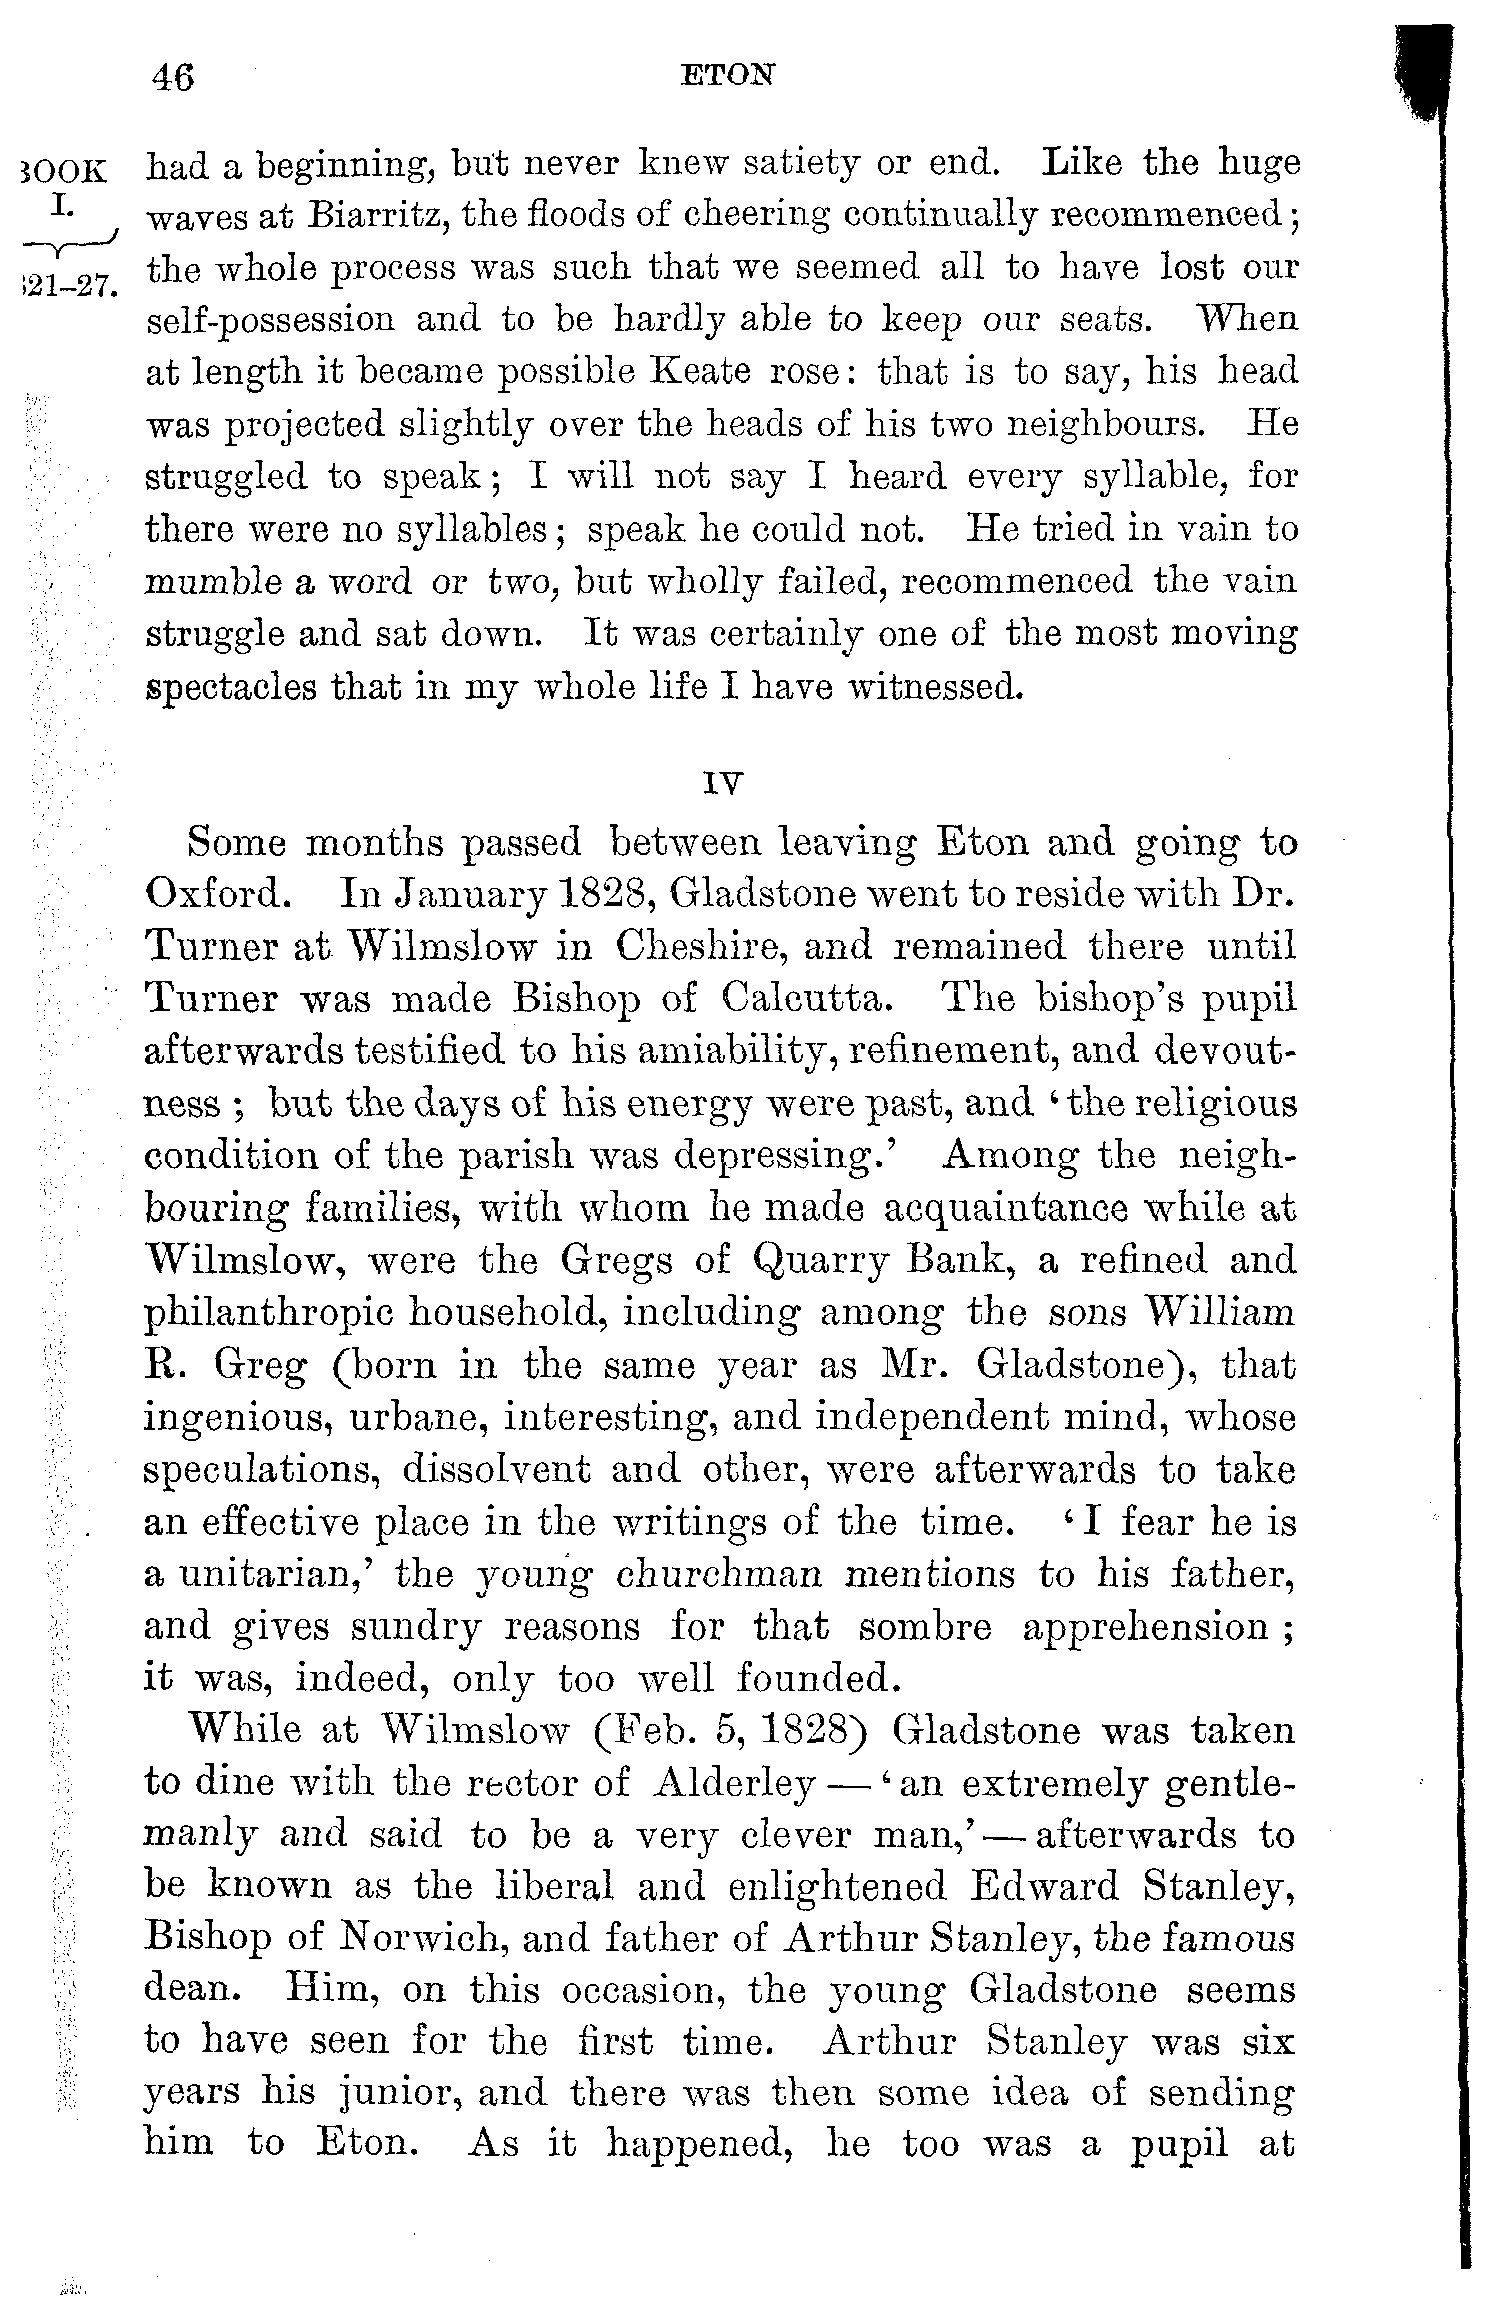 46 ETON
BOOK
I.
821–27.
had a beginning, but never knew satiety or end. Like the huge
waves at Biarritz, the floods of cheering continually recommenced;
the whole process was such that we seemed all to have lost our
self-possession and to be hardly able to keep our seats. When
at length it became possible Keate rose: that is to say, his head
was projected slightly over the heads of his two neighbours. He
struggled to speak; I will not say I heard every syllable, for
there were no syllables; speak he could not. He tried in vain to
mumble a word or two, but wholly failed, recommenced the vain
struggle and sat down. It was certainly one of the most moving
spectacles that in my whole life I have witnessed.
IV
Some months passed between leaving Eton and going to
Oxford. In January 1828, Gladstone went to reside with Dr.
Turner at Wilmslow in Cheshire, and remained there until
Turner was made Bishop of Calcutta. The bishop's pupil
afterwards testified to his amiability, refinement, and devout-
ness ; but the days of his energy were past, and ‘the religious
condition of the parish was depressing.’ Among the neigh-
bouring families, with whom he made acquaintance while at
Wilmslow, were the Gregs of Quarry Bank, a refined and
philanthropic household, including among the sons William
R. Greg (born in the same year as Mr. Gladstone), that
ingenious, urbane, interesting, and independent mind, whose
speculations, dissolvent and other, were afterwards to take
an effective place in the writings of the time. ‘I fear he is
a unitarian,’ the young churchman mentions to his father,
and gives sundry reasons for that sombre apprehension ;
it was, indeed, only too well founded.
While at Wilmslow (Feb. 5, 1828) Gladstone was taken
to dine with the rector of Alderley — ‘an extremely gentle-
manly and said to be a very clever man,’ — afterwards to
be known as the liberal and enlightened Edward Stanley,
Bishop of Norwich, and father of Arthur Stanley, the famous
dean. Him, on this occasion, the young Gladstone seems
to have seen for the first time. Arthur Stanley was six
years his junior, and there was then some idea of sending
him to Eton. As it happened, he too was a pupil at